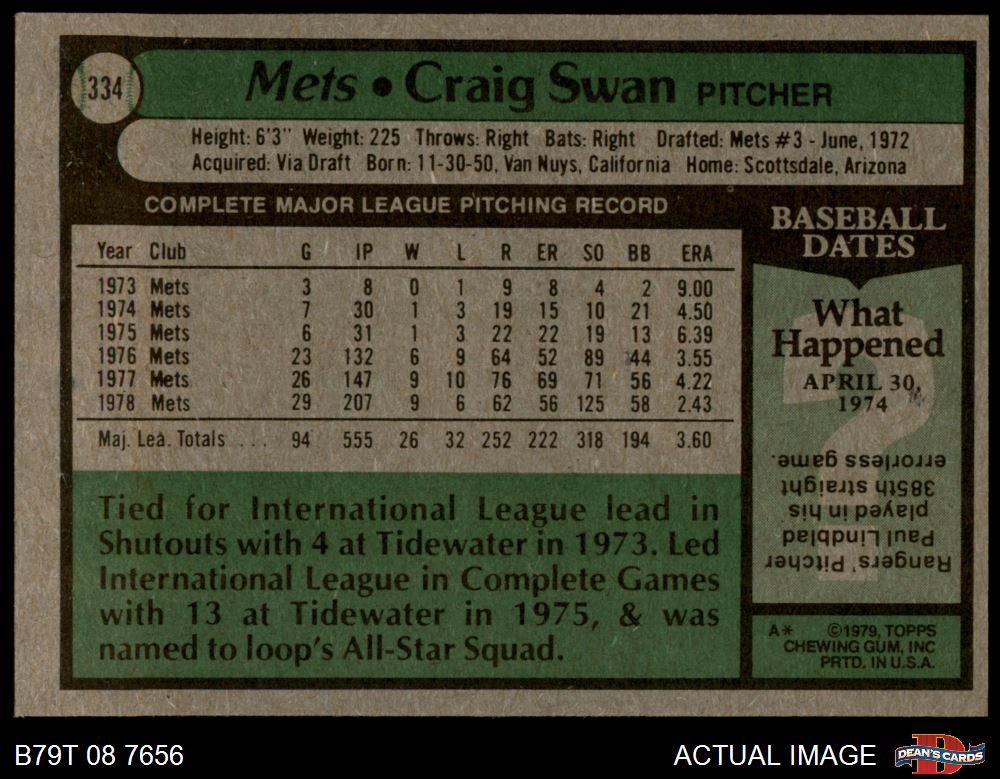 334
Mets • Craig Swan PITCHER
Height: 6'3" Weight: 225 Throws: Right Bats: Right Drafted: Mets #3 - June, 1972
Acquired: Via Draft Born: 11-30-50, Van Nuys, California Home: Scottsdale, Arizona
COMPLETE MAJOR LEAGUE PITCHING RECORD
Year Club G IP W L R ER SO BB ERA
1973 Mets 3 8 0 1 9 8 4 2 9.00
1974 Mets 7 30 1 3 19 15 10 21 4.50
1975 Mets 6 31 1 3 22 22 19 13 6.39
1976 Mets 23 132 6 9 64 52 89 44 3.55
1977 Mets 26 147 9 10 76 69 71 56 4.22
1978 Mets 29 207 9 6 62 56 125 58 2.43
Maj. Lea. Totals ... 94 555 26 32 252 222 318 194 3.60
Tied for International League lead in
Shutouts with 4 at Tidewater in 1973. Led
International League in Complete Games
with 13 at Tidewater in 1975, & was
named to loop's All-Star Squad.
BASEBALL
DATES
What
Happened
APRIL 30,
1974
?
Rangers' Pitcher
Paul Lindblad
played in his
385th straight
errorless game.
A* ©1979, TOPPS
CHEWING GUM, INC
PRTD. IN U.S.A.
B79T 08 7656
ACTUAL IMAGE
DEAN'S CARDS